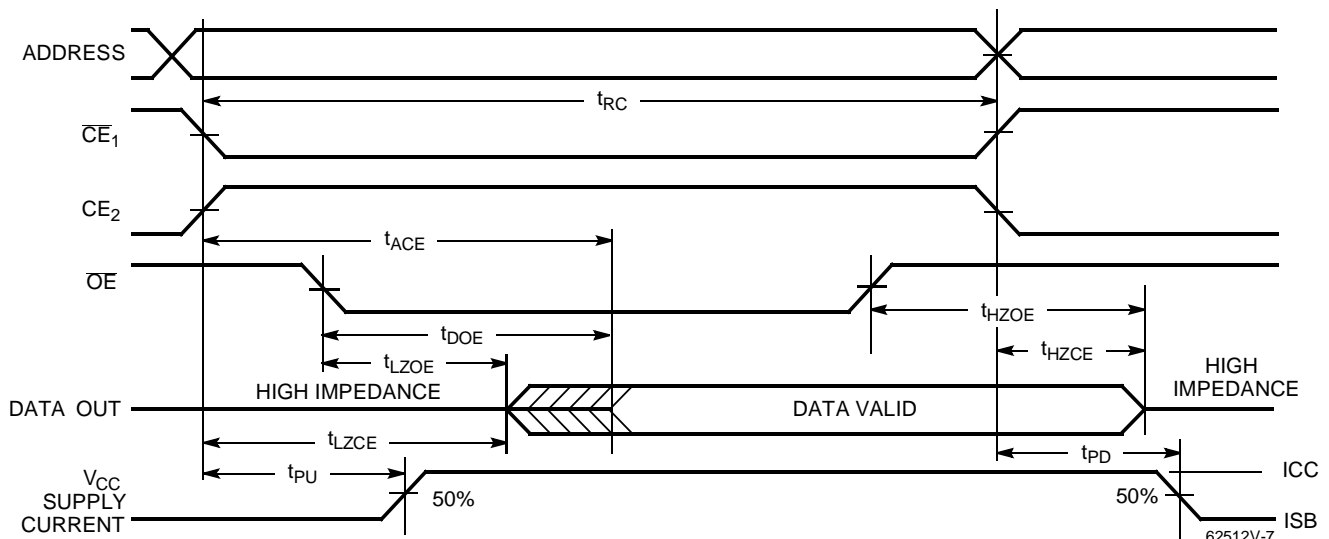 ADDRESS
tRC
CE1
CE2
tACE
OE
tHZOE
tDOE
tHZCE
tLZOE
HIGH IMPEDANCE
HIGH
IMPEDANCE
DATA OUT
DATA VALID
tLZCE
tPD
tPU
VCC
SUPPLY
CURRENT
50%
50%
ICC
ISB
62512V-7